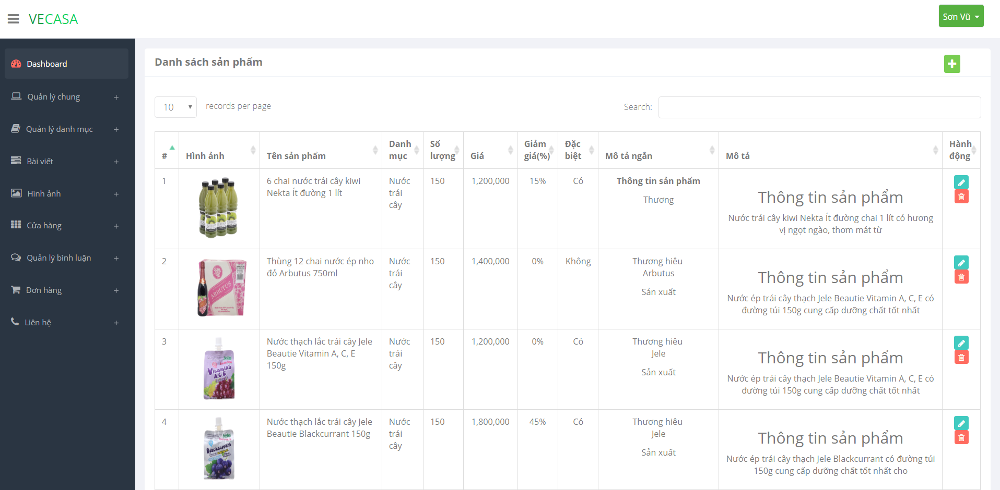 VECASA
Sơn Vũ
Dashboard
Quản lý chung +
Quản lý danh mục +
Bài viết +
Hình ảnh +
Cửa hàng +
Quản lý bình luận +
Đơn hàng +
Liên hệ +
Danh sách sản phẩm
10 records per page
Search:
#
Hình ảnh
Tên sản phẩm
Danh
mục
Số
lượng
Giá
Giảm
giá(%)
Đặc
biệt
Mô tả ngắn
Mô tả
Hành
động
1
6 chai nước trái cây kiwi
Nekta Ít đường 1 lít
Nước
trái
cây
150
1,200,000
15%
Có
Thông tin sản phẩm
Thương
Thông tin sản phẩm
Nước trái cây kiwi Nekta Ít đường chai 1 lít có hương
vị ngọt ngào, thơm mát từ
2
ARBUTUS
Thùng 12 chai nước ép nho
đỏ Arbutus 750ml
Nước
trái
cây
150
1,400,000
0%
Không
Thương hiêu
Arbutus
Sản xuất
Thông tin sản phẩm
Nước ép trái cây thạch Jele Beautie Vitamin A, C, E có
đường túi 150g cung cấp dưỡng chất tốt nhất
3
Jele
Vitamins
A.C.E.
Nước thạch lắc trái cây Jele
Beautie Vitamin A, C, E
150g
Nước
trái
cây
150
1,200,000
0%
Có
Thương hiêu
Jele
Sản xuất
Thông tin sản phẩm
Nước ép trái cây thạch Jele Beautie Vitamin A, C, E có
đường túi 150g cung cấp dưỡng chất tốt nhất
4
Jele
Blackcurrant
Nước thạch lắc trái cây Jele
Beautie Blackcurrant 150g
Nước
trái
cây
150
1,800,000
45%
Có
Thương hiêu
Jele
Sản xuất
Thông tin sản phẩm
Nước ép trái cây thạch Jele Blackcurrant có đường túi
150g cung cấp dưỡng chất tốt nhất cho